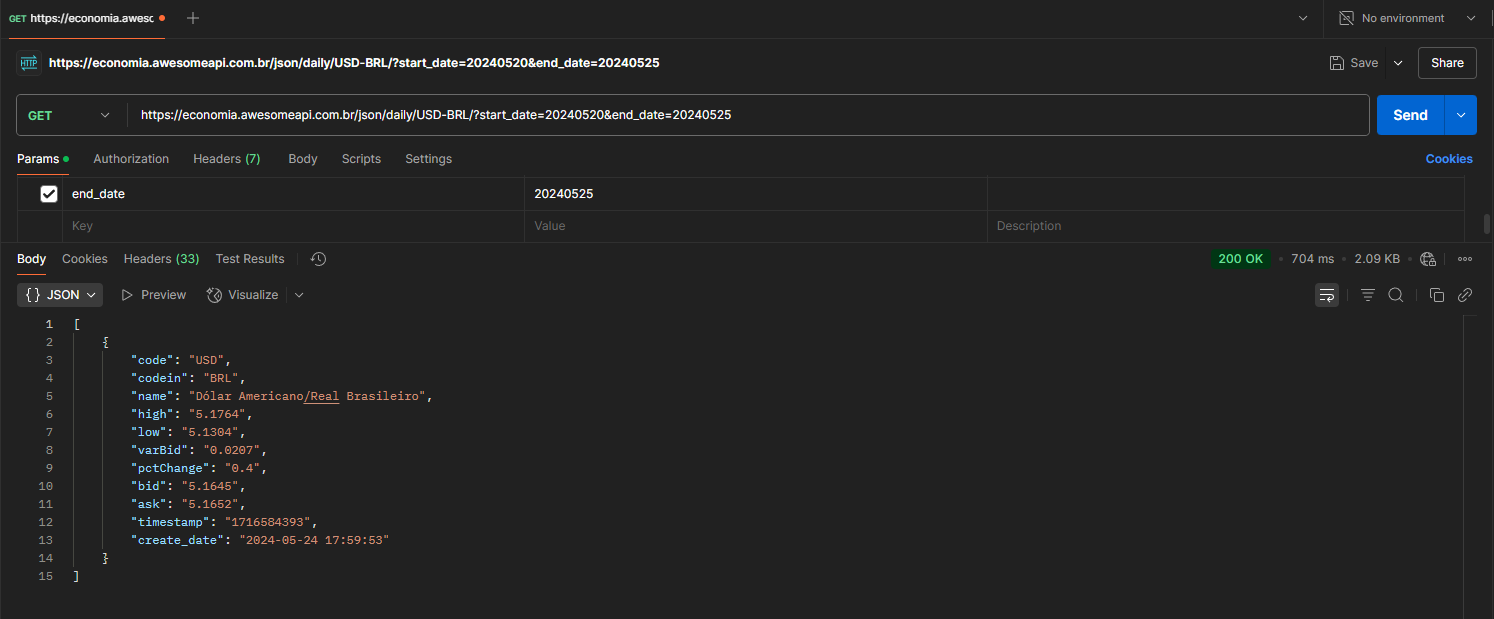 GET https://economia.awesc
No environment
HTTP https://economia.awesomeapi.com.br/json/daily/USD-BRL/?start_date=20240520&end_date=20240525
Save
Share
GET https://economia.awesomeapi.com.br/json/daily/USD-BRL/?start_date=20240520&end_date=20240525
Send
Params Authorization Headers (7) Body Scripts Settings
Cookies
end_date 20240525
Key Value Description
Body Cookies Headers (33) Test Results
200 OK • 704 ms • 2.09 KB
{} JSON Preview Visualize
1 [
2 {
3 "code": "USD",
4 "codein": "BRL",
5 "name": "Dólar Americano/Real Brasileiro",
6 "high": "5.1764",
7 "low": "5.1304",
8 "varBid": "0.0207",
9 "pctChange": "0.4",
10 "bid": "5.1645",
11 "ask": "5.1652",
12 "timestamp": "1716584393",
13 "create_date": "2024-05-24 17:59:53"
14 }
15 ]